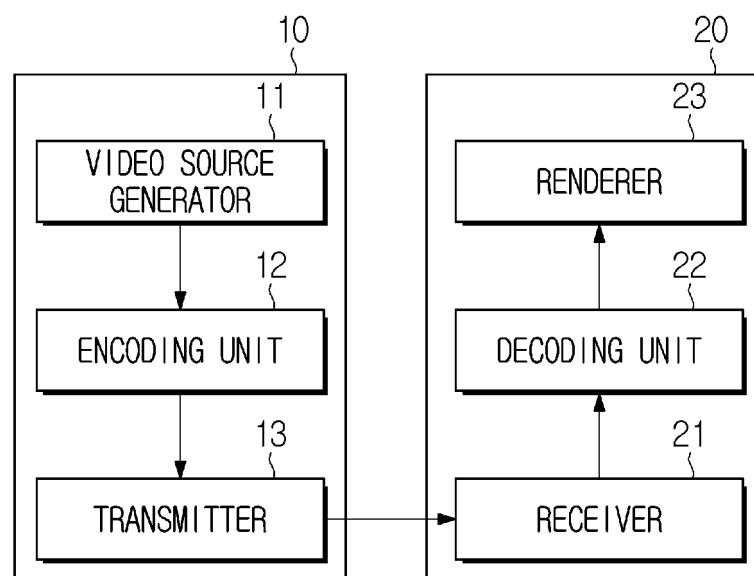 10
11
VIDEO SOURCE
GENERATOR
12
ENCODING UNIT
13
TRANSMITTER
20
23
RENDERER
22
DECODING UNIT
21
RECEIVER